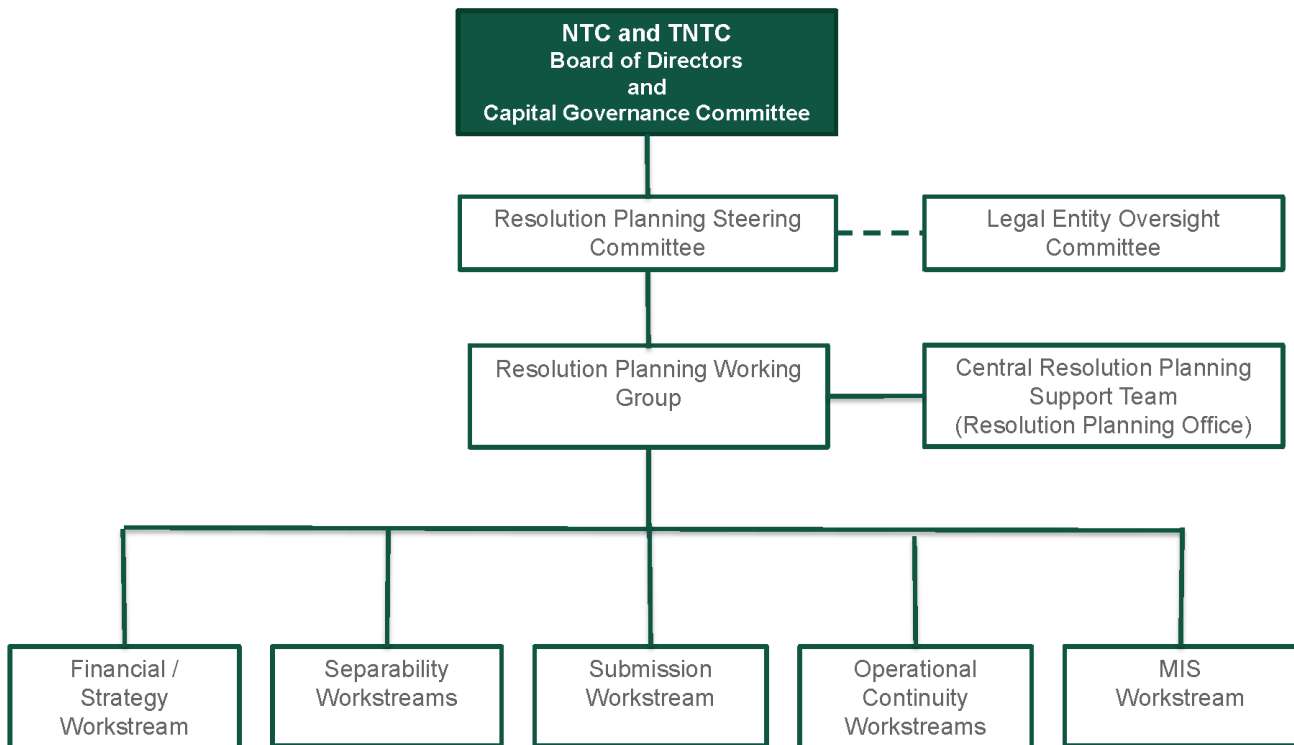 NTC and TNTC
Board of Directors
and
Capital Governance Committee
Resolution Planning Steering
Committee
Legal Entity Oversight
Committee
Resolution Planning Working
Group
Central Resolution Planning
Support Team
(Resolution Planning Office)
Financial /
Strategy
Workstream
Separability
Workstreams
Submission
Workstream
Operational
Continuity
Workstreams
MIS
Workstream